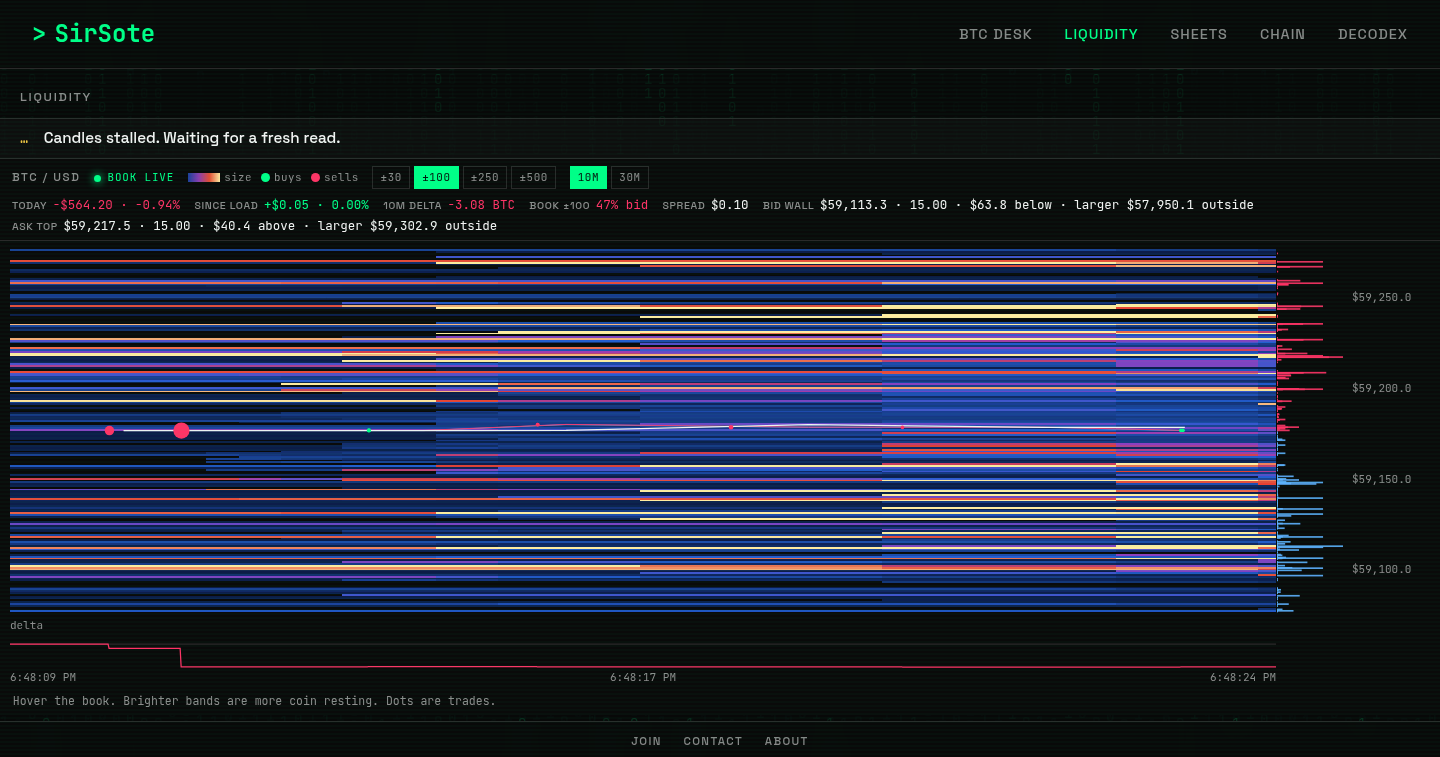 > SirSote
BTC DESK LIQUIDITY SHEETS CHAIN DECODEX
LIQUIDITY
… Candles stalled. Waiting for a fresh read.
BTC / USD BOOK LIVE size buys sells ±30 ±100 ±250 ±500 10M 30M
TODAY -$564.20 · -0.94% SINCE LOAD +$0.05 · 0.00% 10M DELTA -3.08 BTC BOOK ±100 47% bid SPREAD $0.10 BID WALL $59,113.3 · 15.00 · $63.8 below · larger $57,950.1 outside
ASK TOP $59,217.5 · 15.00 · $40.4 above · larger $59,302.9 outside
$59,250.0
$59,200.0
$59,150.0
$59,100.0
delta
6:48:09 PM 6:48:17 PM 6:48:24 PM
Hover the book. Brighter bands are more coin resting. Dots are trades.
JOIN CONTACT ABOUT